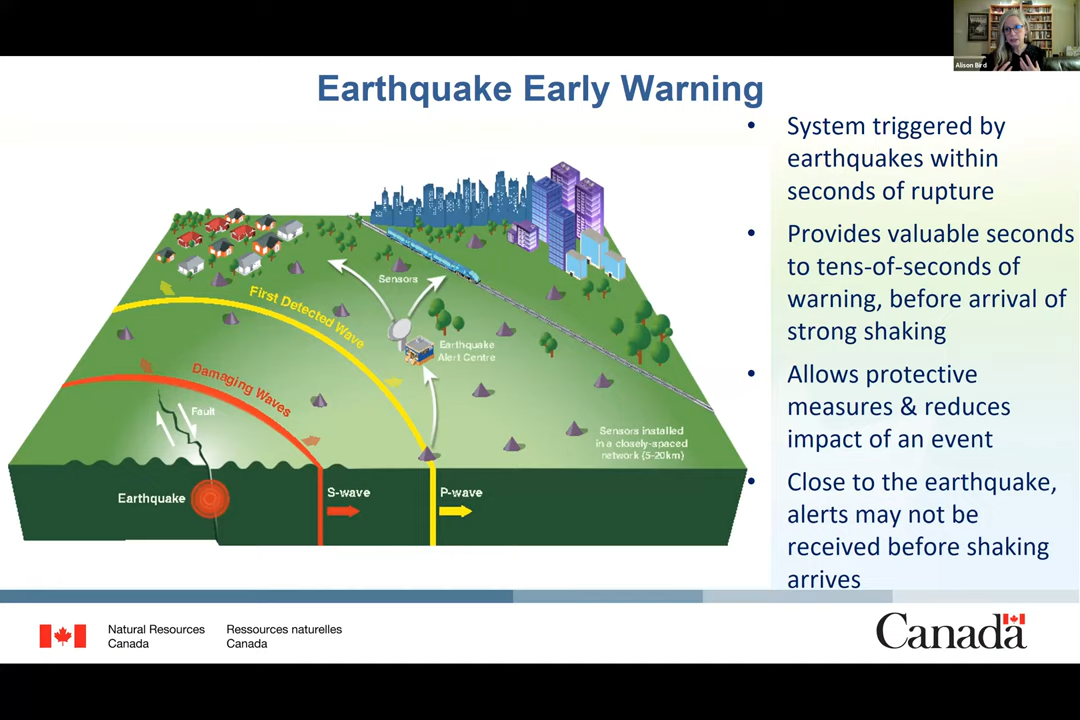 Alison Bird
Earthquake Early Warning
• System triggered by
earthquakes within
seconds of rupture
• Provides valuable seconds
to tens-of-seconds of
warning, before arrival of
strong shaking
• Allows protective
measures & reduces
impact of an event
• Close to the earthquake,
alerts may not be
received before shaking
arrives
Sensors
First Detected Wave
Earthquake
Alert Centre
Damaging Waves
Fault
Sensors installed
in a closely-spaced
network (5-20km)
Earthquake
S-wave
P-wave
Natural Resources
Canada
Ressources naturelles
Canada
Canada